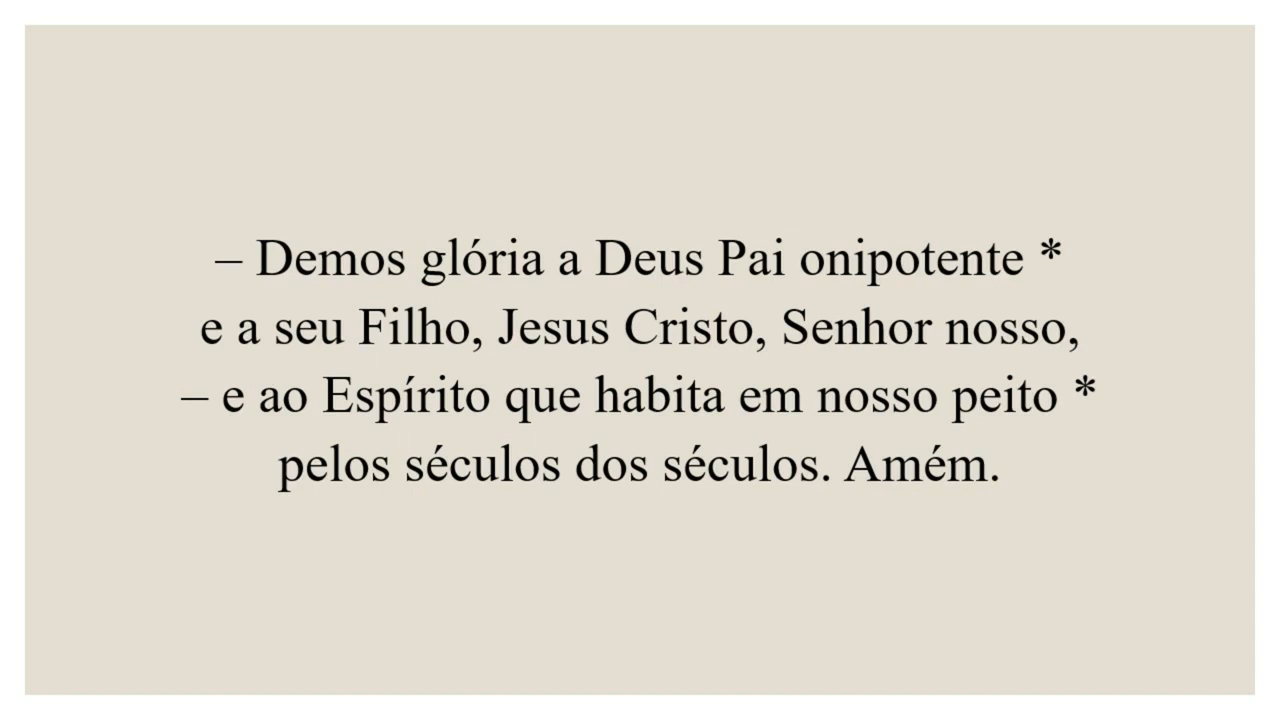 – Demos glória a Deus Pai onipotente *
e a seu Filho, Jesus Cristo, Senhor nosso,
– e ao Espírito que habita em nosso peito *
pelos séculos dos séculos. Amém.